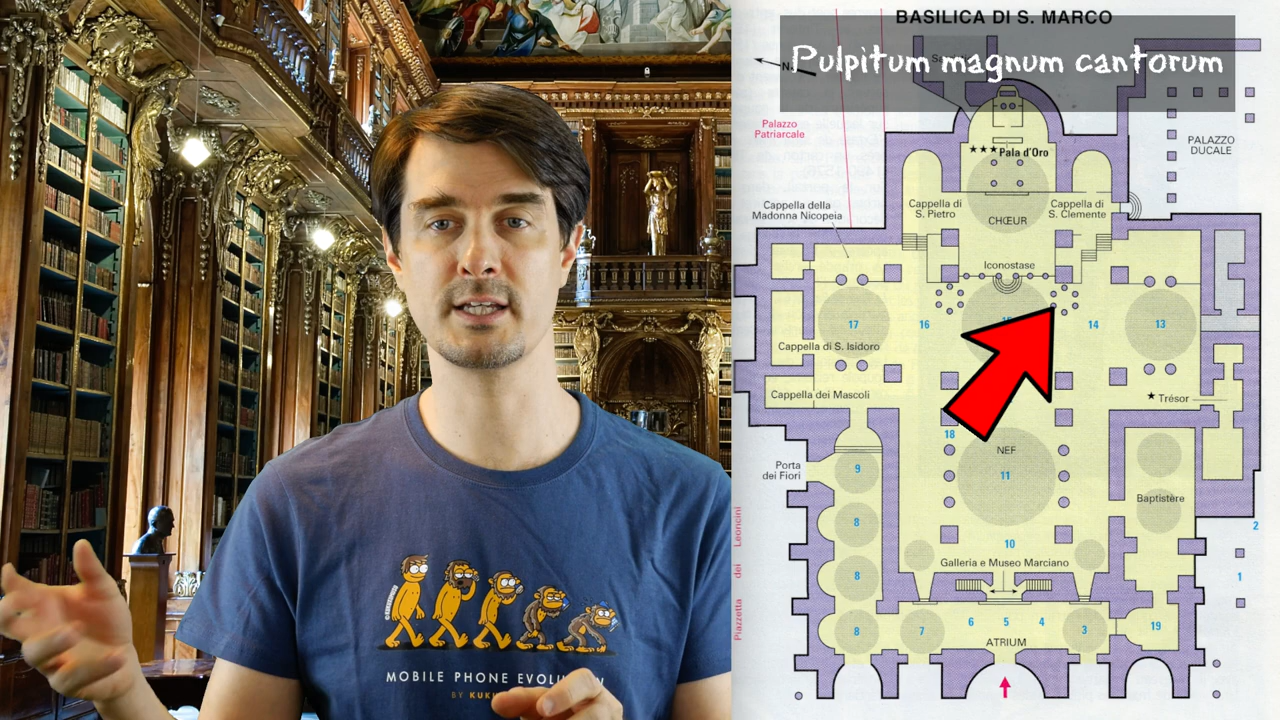 BASILICA DI S. MARCO
Pulpitum magnum cantorum
N
Palazzo
Patriarcale
PALAZZO
DUCALE
★★★ Pala d'Oro
Cappella della
Madonna Nicopeia
Cappella di
S. Pietro
CHŒUR
Cappella di
S. Clemente
Iconostase
17
16
14
13
Cappella di S. Isidoro
Cappella dei Mascoli
★ Trésor
18
NEF
Porta
dei Fiori
9
11
Baptistère
8
2
10
Galleria e Museo Marciano
8
1
Piazzetta dei Leoncini
8
7
6
5
4
3
19
ATRIUM
MOBILE PHONE EVOLU
N
BY KUKU